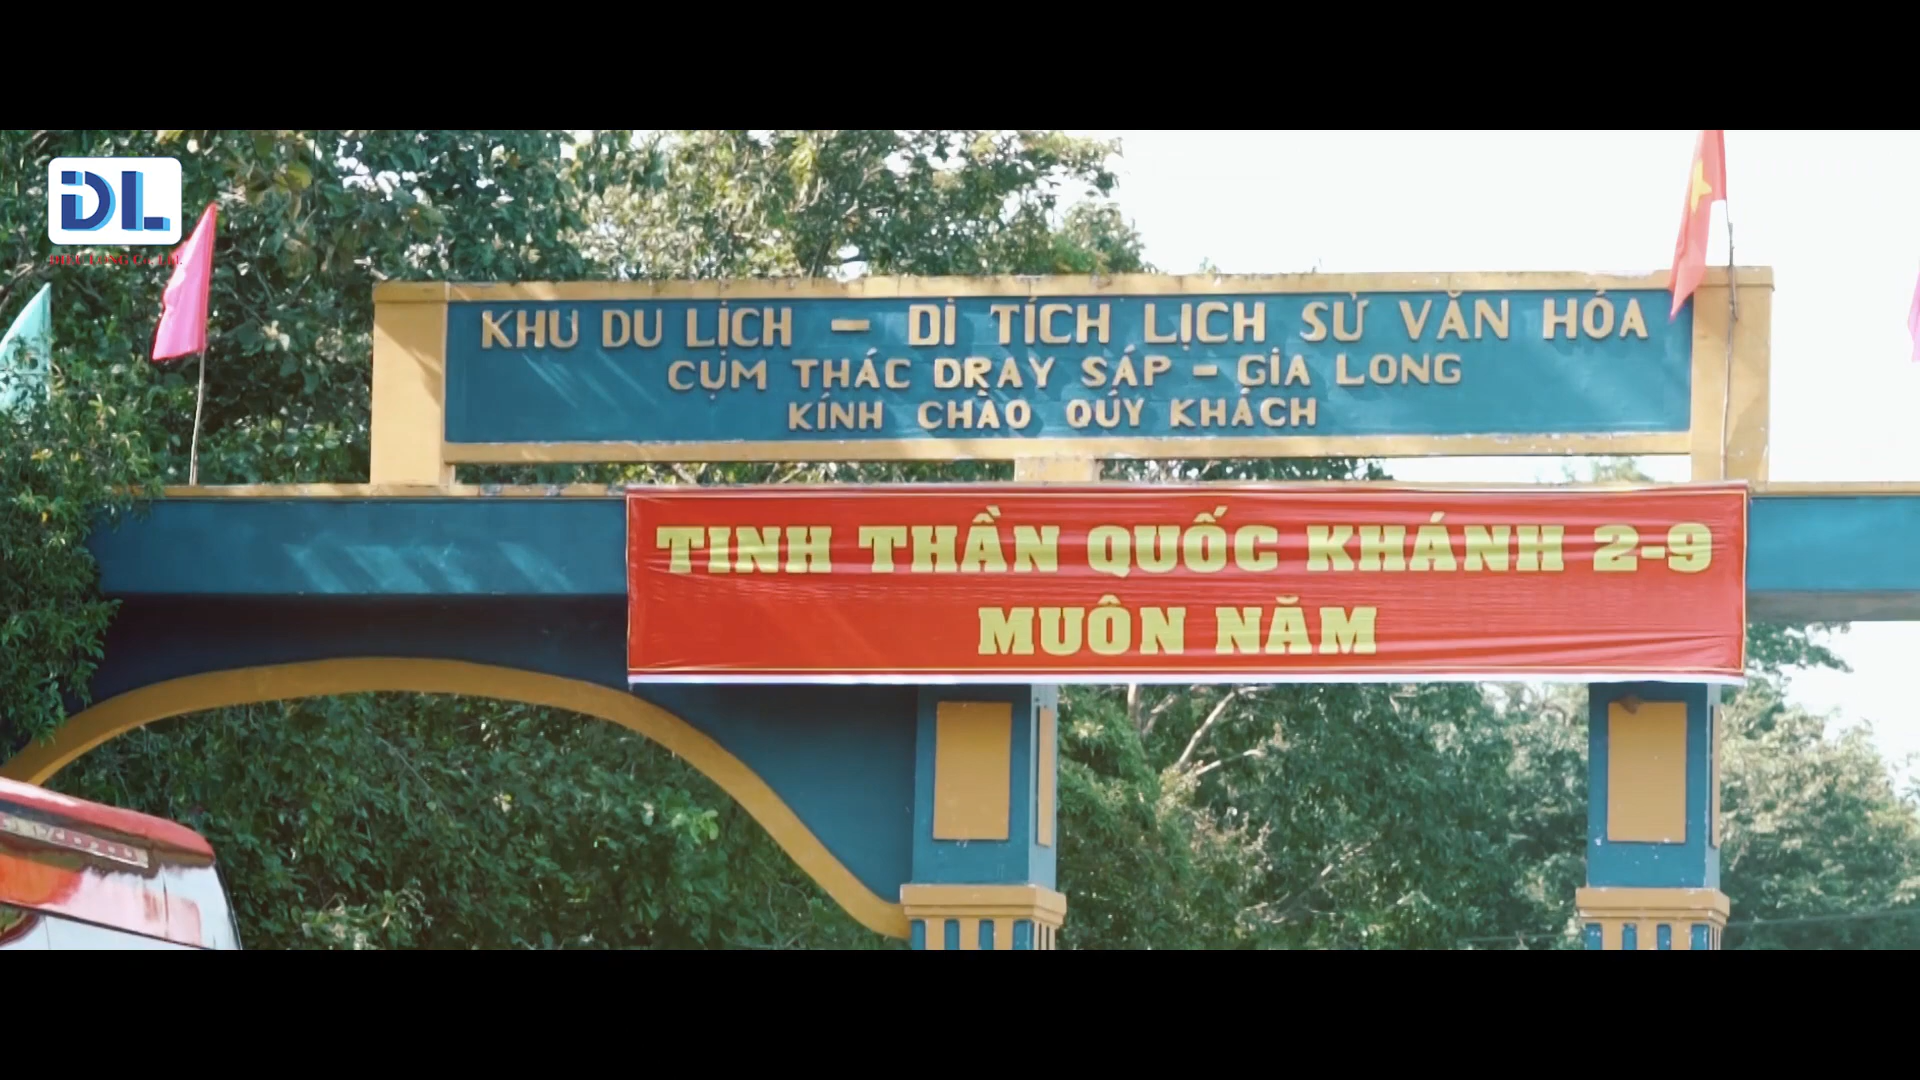 DL
KHU DU LỊCH – DI TÍCH LỊCH SỬ VĂN HÓA
CỤM THÁC DRAY SÁP – GIA LONG
KÍNH CHÀO QÚY KHÁCH
TINH THẦN QUỐC KHÁNH 2-9
MUÔN NĂM